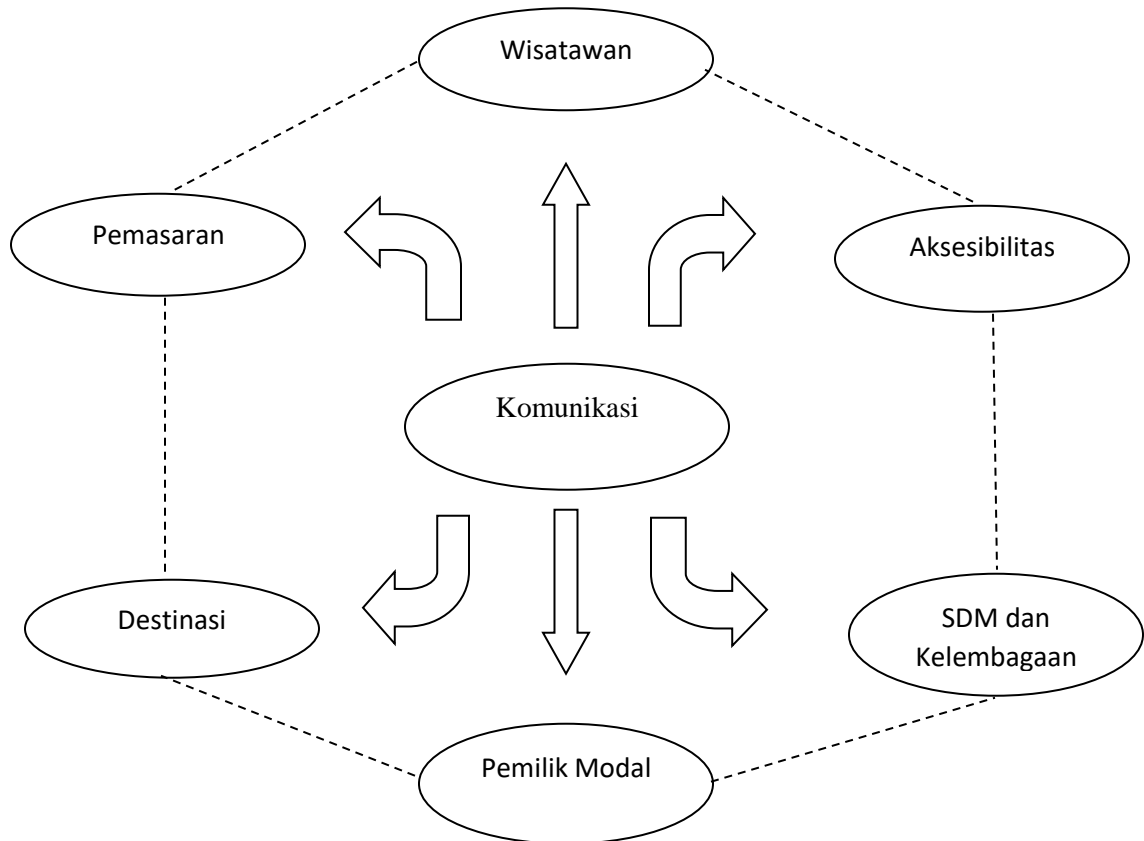 Wisatawan
Pemasaran
Aksesibilitas
Komunikasi
Destinasi
SDM dan
Kelembagaan
Pemilik Modal